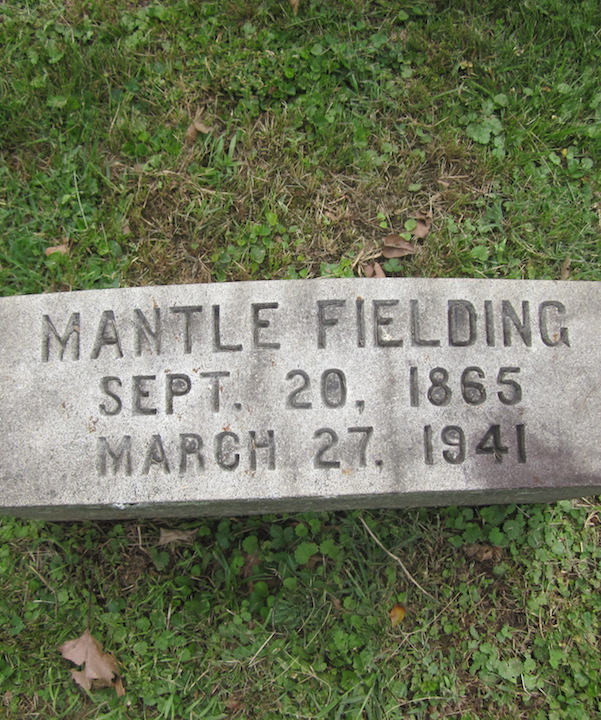 MANTLE FIELDING
SEPT. 20, 1865
MARCH 27, 1941